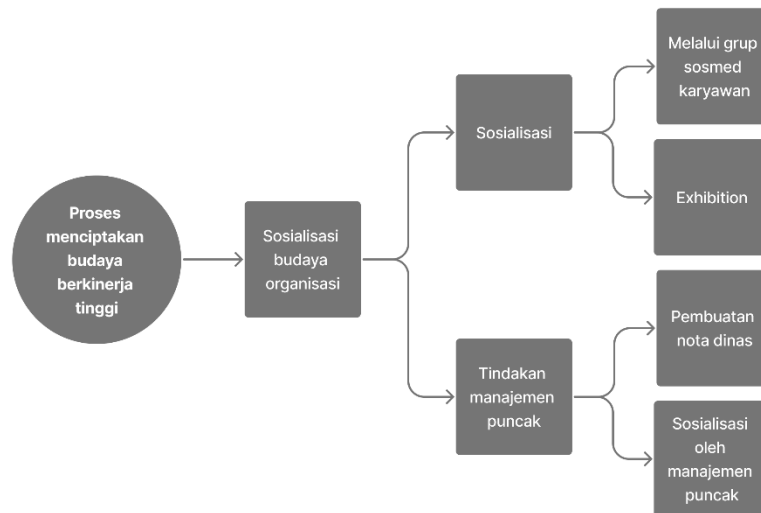 Proses
menciptakan
budaya
berkinerja
tinggi
Sosialisasi
budaya
organisasi
Sosialisasi
Melalui grup
sosmed
karyawan
Exhibition
Tindakan
manajemen
puncak
Pembuatan
nota dinas
Sosialisasi
oleh
manajemen
puncak